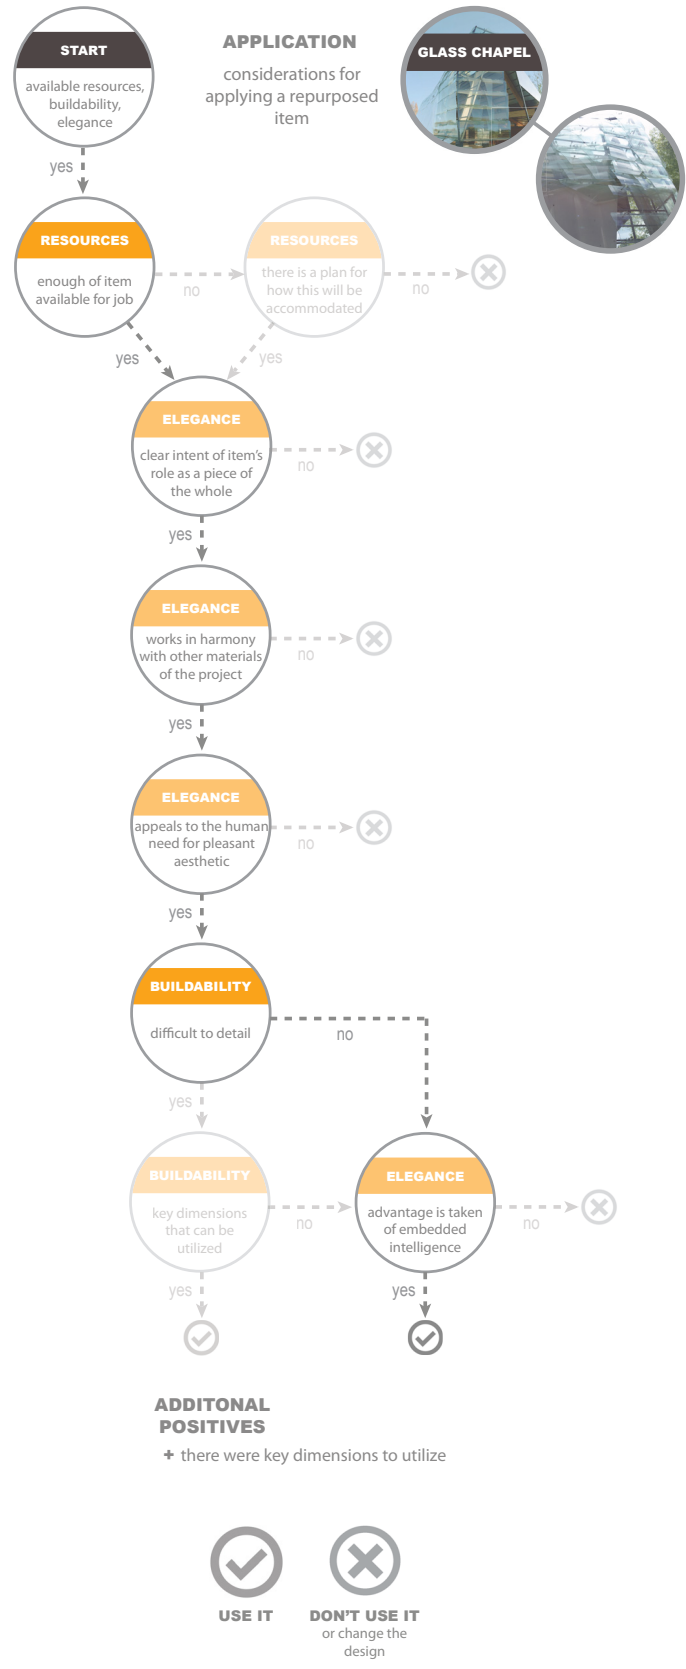 START
available resources,
buildability,
elegance
APPLICATION
considerations for
applying a repurposed
item
GLASS CHAPEL
yes
RESOURCES
enough of item
available for job
no
RESOURCES
there is a plan for
how this will be
accommodated
no
yes
yes
ELEGANCE
clear intent of item's
role as a piece of
the whole
no
yes
ELEGANCE
works in harmony
with other materials
of the project
no
yes
ELEGANCE
appeals to the human
need for pleasant
aesthetic
no
yes
BUILDABILITY
difficult to detail
no
yes
BUILDABILITY
key dimensions
that can be
utilized
no
ELEGANCE
advantage is taken
of embedded
intelligence
no
yes
yes
ADDITONAL
POSITIVES
+ there were key dimensions to utilize
USE IT
DON'T USE IT
or change the
design